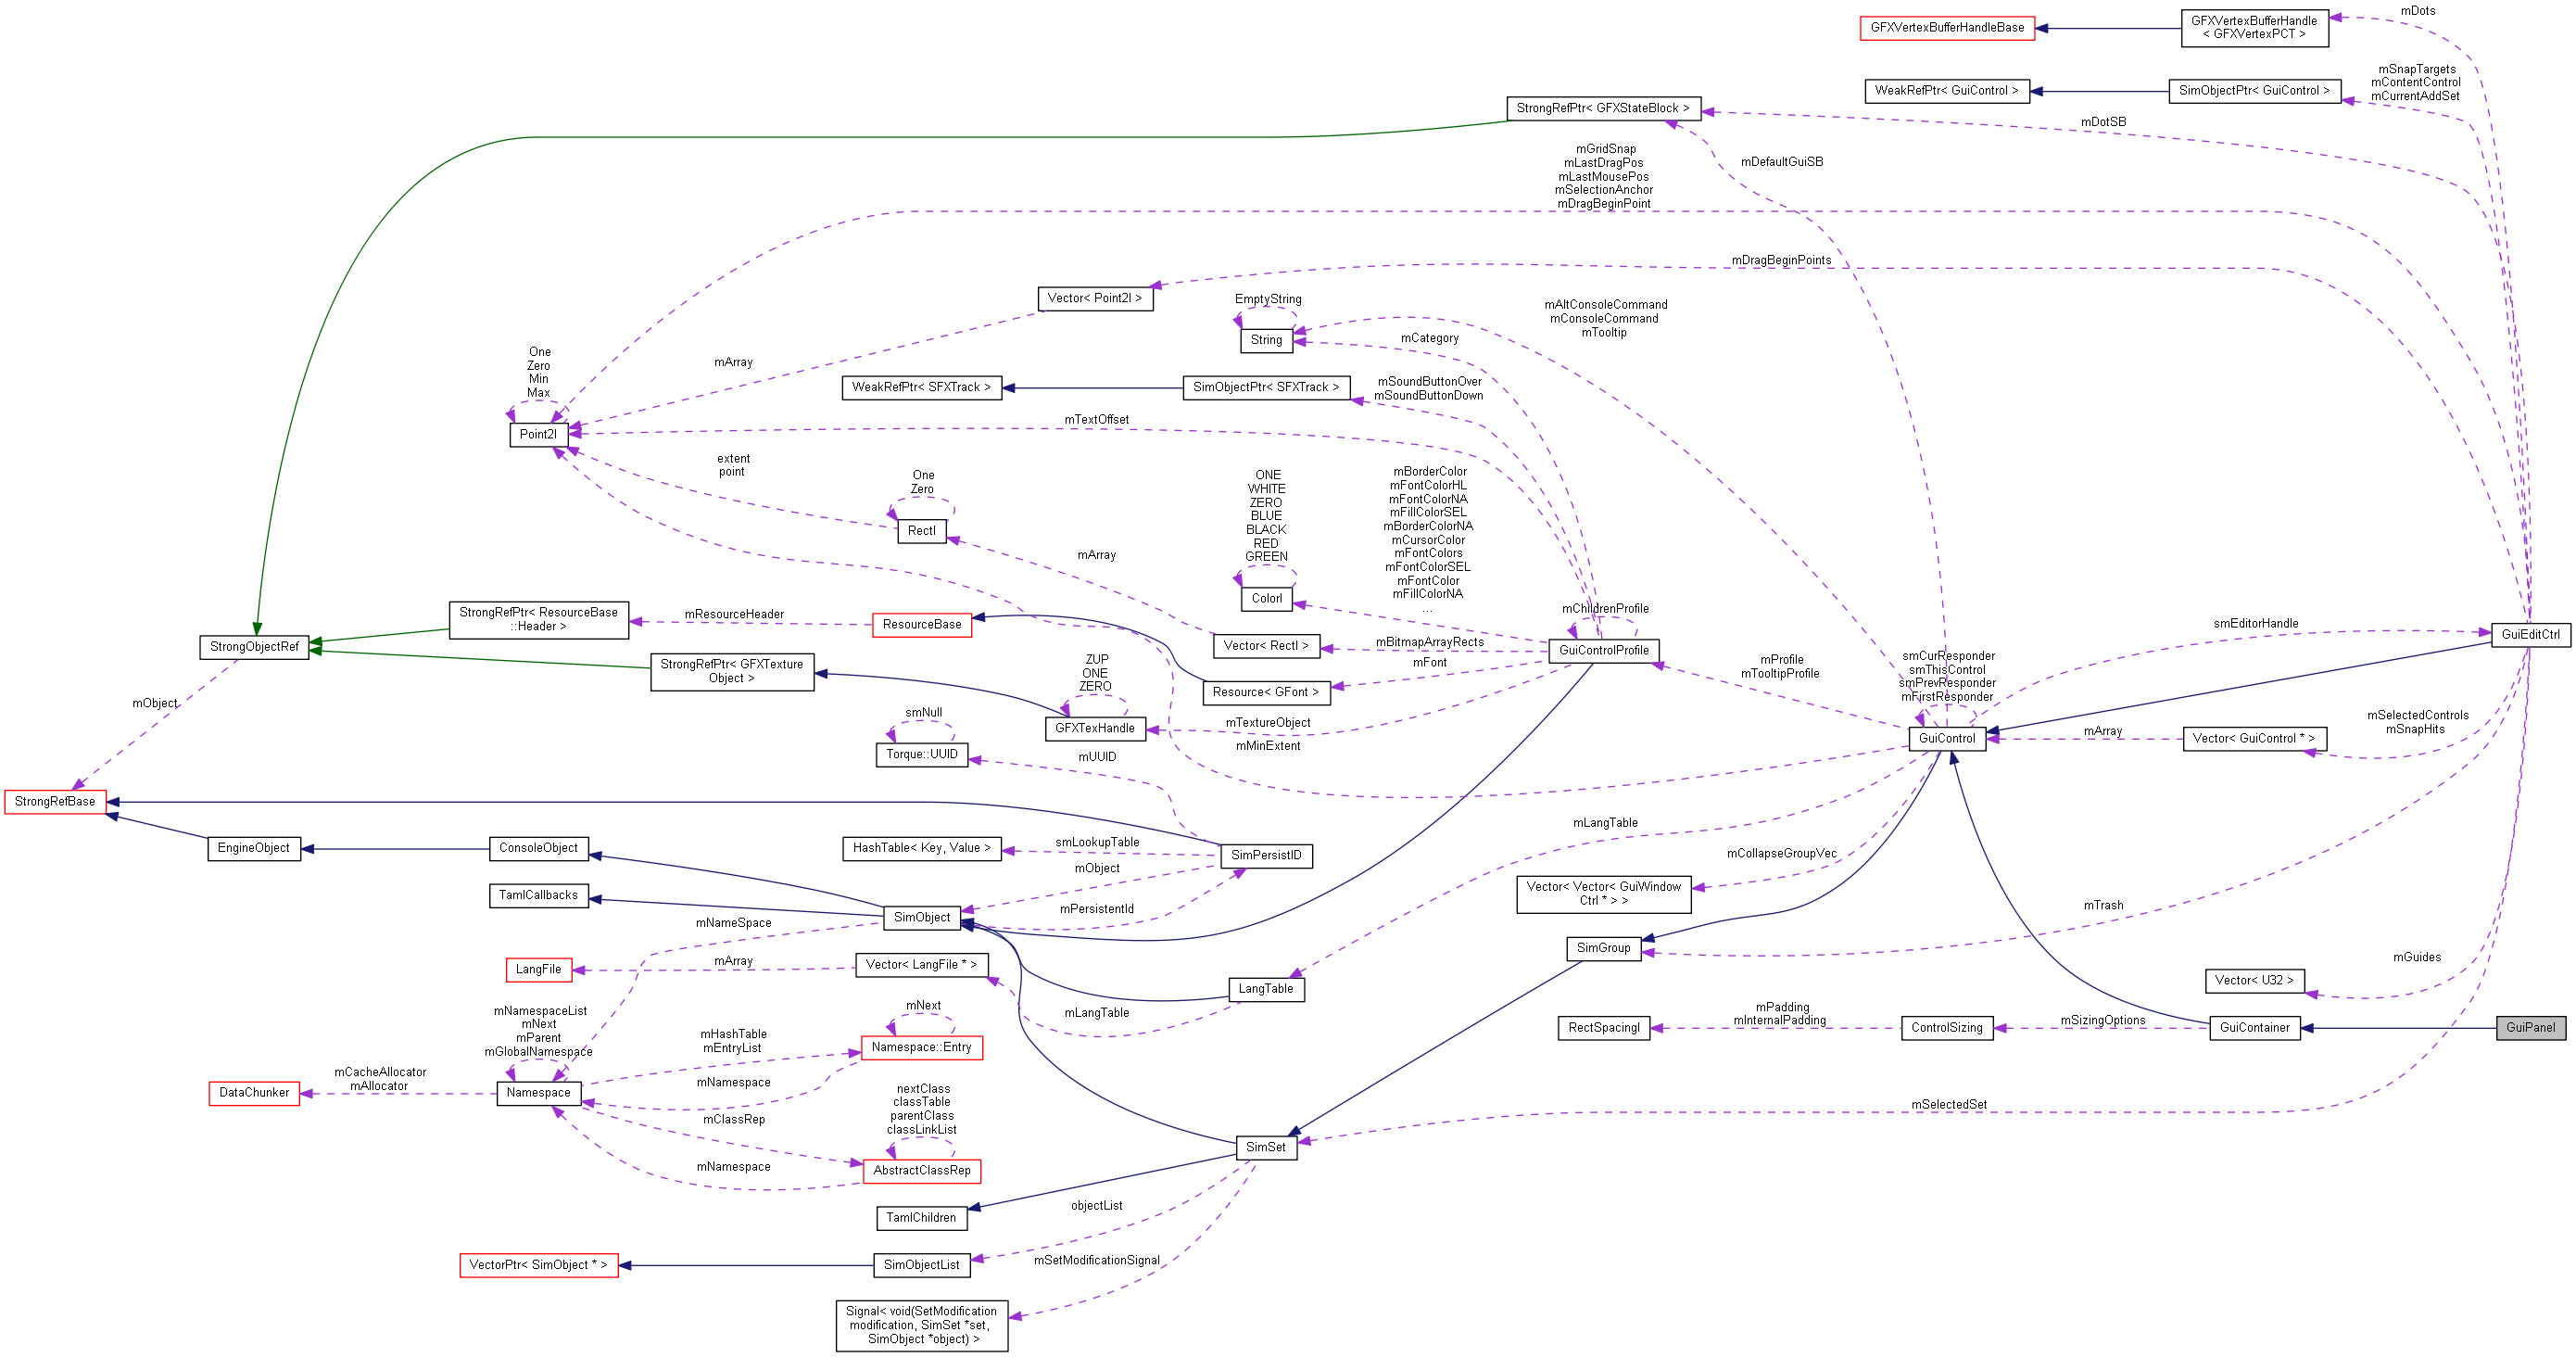 mDots
GFXVertexBufferHandleBase
GFXVertexBufferHandle
< GFXVertexPCT >
mSnapTargets
mContentControl
mCurrentAddSet
WeakRefPtr< GuiControl >
SimObjectPtr< GuiControl >
StrongRefPtr< GFXStateBlock >
mDotSB
mDefaultGuiSB
mGridSnap
mLastDragPos
mLastMousePos
mSelectionAnchor
mDragBeginPoint
mDragBeginPoints
Vector< Point2I >
EmptyString
String
mAltConsoleCommand
mConsoleCommand
mTooltip
mCategory
mArray
One
Zero
Min
Max
Point2I
WeakRefPtr< SFXTrack >
SimObjectPtr< SFXTrack >
mSoundButtonOver
mSoundButtonDown
mTextOffset
extent
point
One
Zero
RectI
ONE
WHITE
ZERO
BLUE
BLACK
RED
GREEN
ColorI
mBorderColor
mFontColorHL
mFontColorNA
mFillColorSEL
mBorderColorNA
mCursorColor
mFontColors
mFontColorSEL
mFontColor
mFillColorNA
...
mArray
StrongRefPtr< ResourceBase
::Header >
mResourceHeader
ResourceBase
mChildrenProfile
GuiControlProfile
smEditorHandle
GuiEditCtrl
StrongObjectRef
Vector< RectI >
mBitmapArrayRects
mFont
StrongRefPtr< GFXTexture
Object >
ZUP
ONE
ZERO
GFXTexHandle
Resource< GFont >
mProfile
mTooltipProfile
smCurResponder
smThisControl
smPrevResponder
mFirstResponder
GuiControl
mObject
smNull
Torque::UUID
mTextureObject
mMinExtent
mUUID
mArray
Vector< GuiControl * >
mSelectedControls
mSnapHits
StrongRefBase
EngineObject
ConsoleObject
HashTable< Key, Value >
smLookupTable
SimPersistID
mLangTable
mObject
mCollapseGroupVec
TamlCallbacks
Vector< Vector< GuiWindow
Ctrl * > >
SimObject
mPersistentId
mTrash
mNameSpace
SimGroup
LangFile
mArray
Vector< LangFile * >
LangTable
mGuides
Vector< U32 >
mLangTable
mNamespaceList
mNext
mParent
mGlobalNamespace
mNext
mHashTable
mEntryList
Namespace::Entry
RectSpacingI
mPadding
mInternalPadding
ControlSizing
mSizingOptions
GuiContainer
GuiPanel
DataChunker
mCacheAllocator
mAllocator
Namespace
mNamespace
mClassRep
nextClass
classTable
parentClass
classLinkList
mNamespace
AbstractClassRep
mSelectedSet
SimSet
TamlChildren
objectList
VectorPtr< SimObject * >
SimObjectList
mSetModificationSignal
Signal< void(SetModification
modification, SimSet *set,
SimObject *object) >